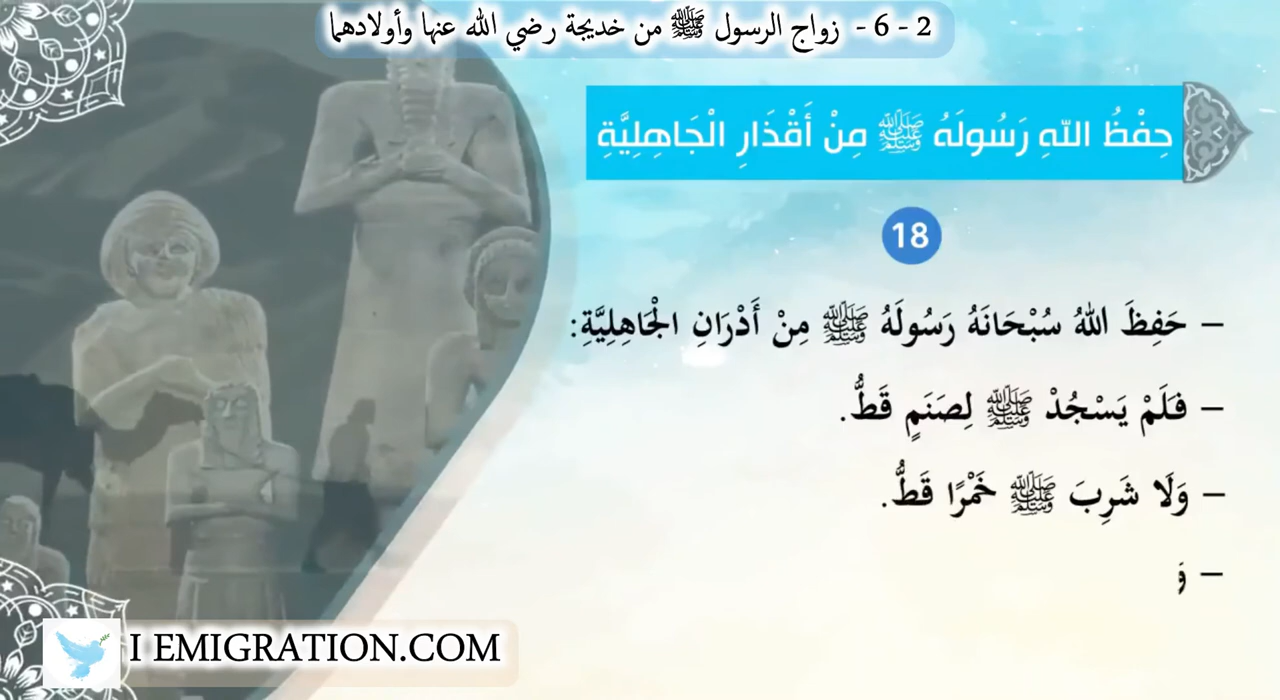 2 - 6 - زواج الرسول ﷺ من خديجة رضي الله عنها وأولادهما
حِفْظُ اللهِ رَسُولَهُ ﷺ مِنْ أَقْذَارِ الْجَاهِلِيَّةِ
18
– حَفِظَ اللهُ سُبْحَانَهُ رَسُولَهُ ﷺ مِنْ أَدْرَانِ الْجَاهِلِيَّةِ:
– فَلَمْ يَسْجُدْ ﷺ لِصَنَمٍ قَطُّ.
– وَلَا شَرِبَ ﷺ خَمْرًا قَطُّ.
– وَ
I EMIGRATION.COM